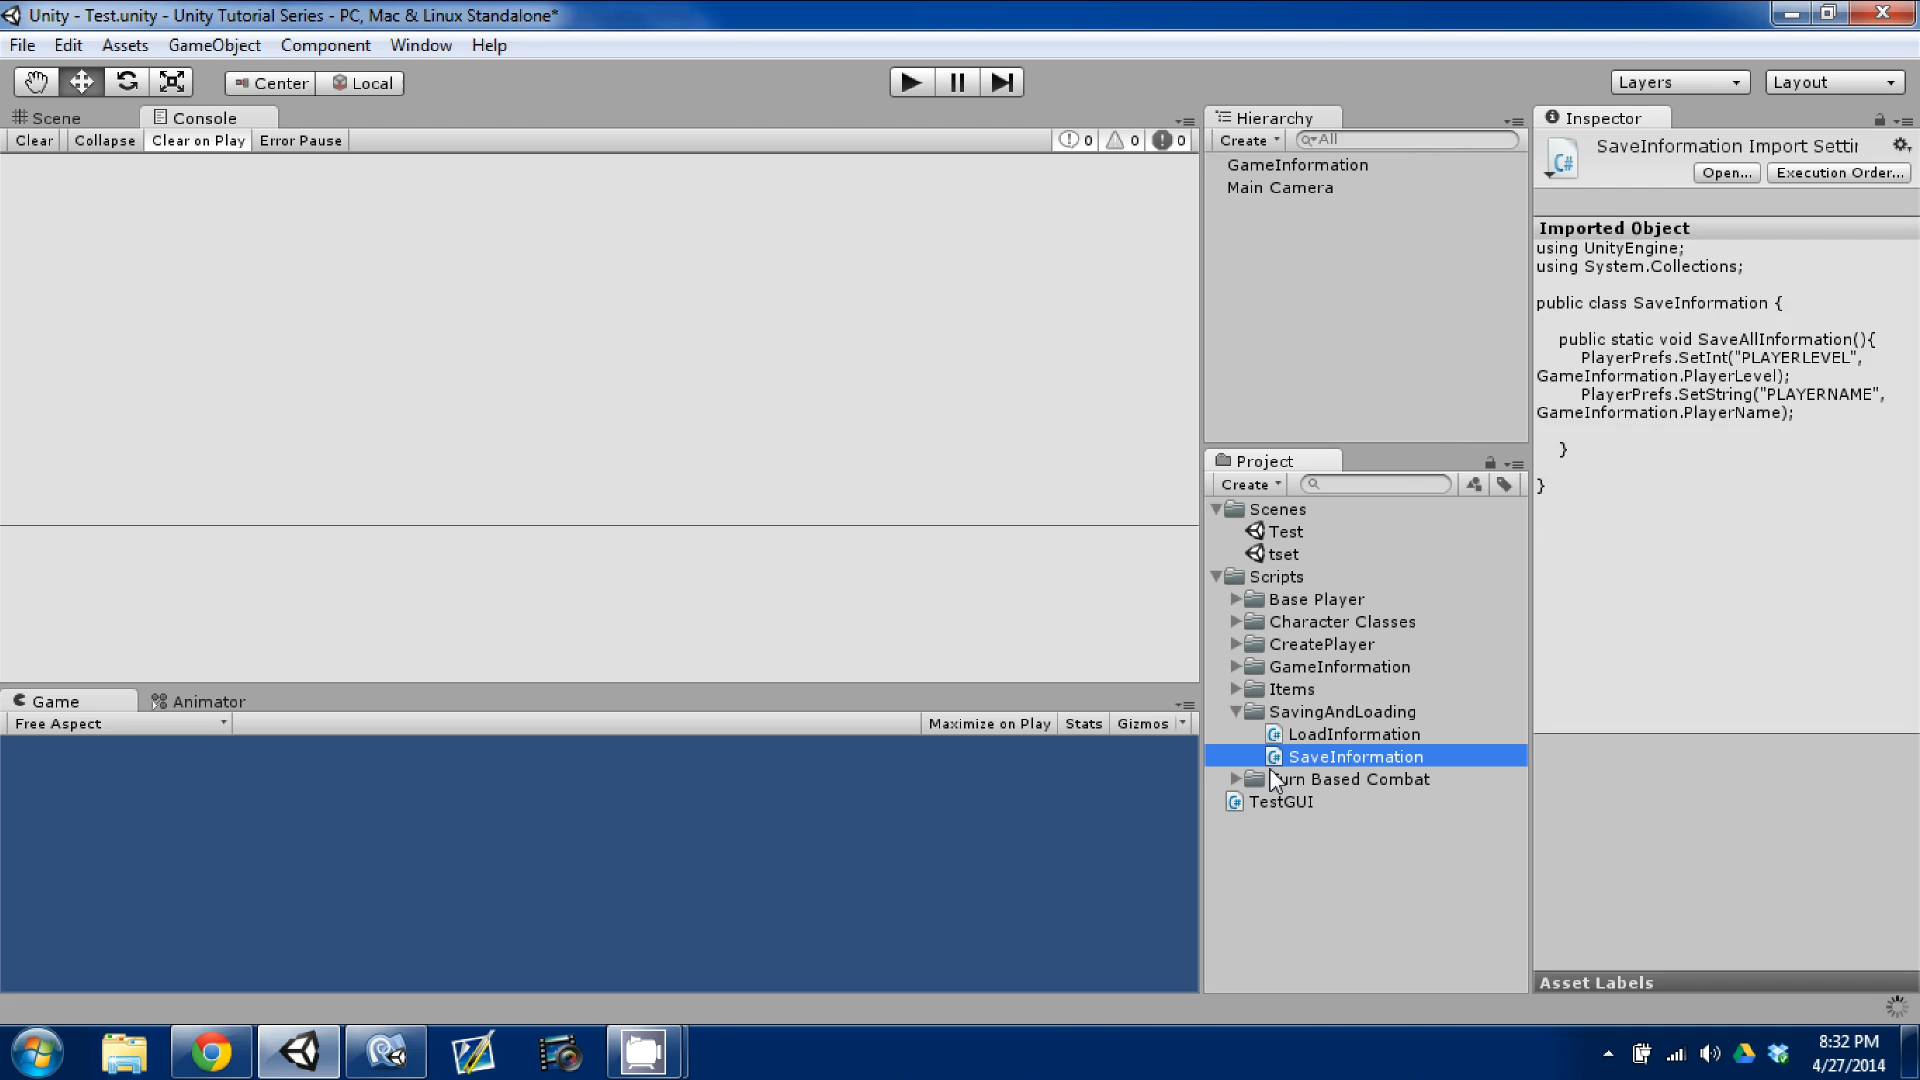 Unity - Test.unity - Unity Tutorial Series - PC, Mac & Linux Standalone*
File Edit Assets GameObject Component Window Help
Center Local Layers Layout
Scene Console
Clear Collapse Clear on Play Error Pause 0 0 0
Hierarchy
Create All
GameInformation
Main Camera
Inspector
SaveInformation Import Settir
Open... Execution Order...
Imported Object
using UnityEngine;
using System.Collections;
public class SaveInformation {
public static void SaveAllInformation(){
PlayerPrefs.SetInt("PLAYERLEVEL",
GameInformation.PlayerLevel);
PlayerPrefs.SetString("PLAYERNAME",
GameInformation.PlayerName);
}
}
Project
Create
Scenes
Test
tset
Scripts
Base Player
Character Classes
CreatePlayer
GameInformation
Items
SavingAndLoading
C# LoadInformation
C# SaveInformation
urn Based Combat
C# TestGUI
Asset Labels
Game Animator
Free Aspect Maximize on Play Stats Gizmos
8:32 PM
4/27/2014